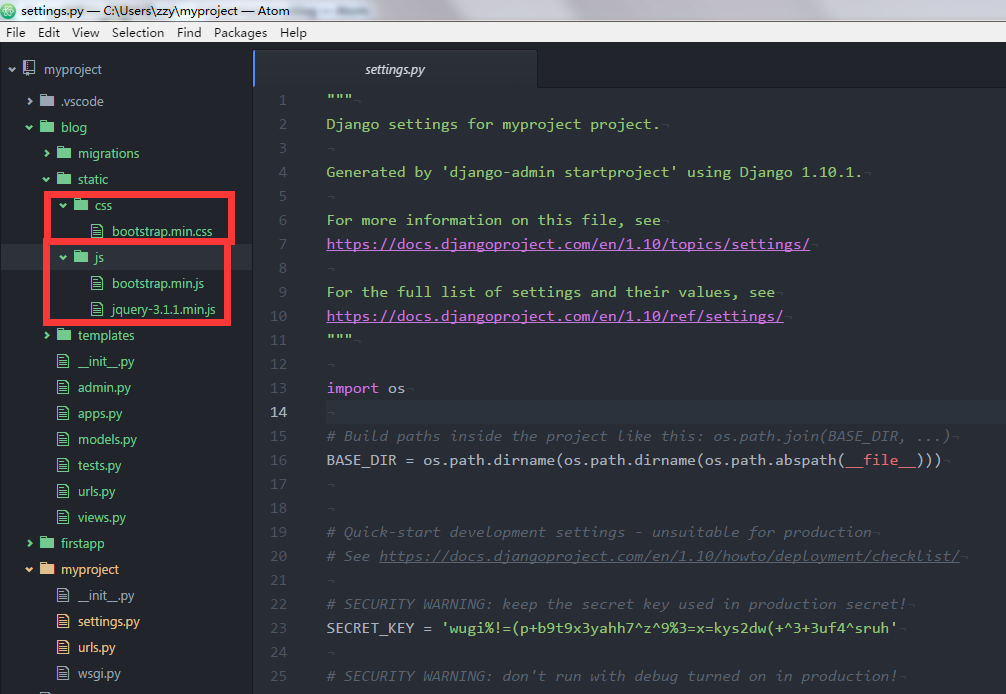 settings.py — C:\Users\zzy\myproject — Atom
File Edit View Selection Find Packages Help
myproject
.vscode
blog
migrations
static
css
bootstrap.min.css
js
bootstrap.min.js
jquery-3.1.1.min.js
templates
__init__.py
admin.py
apps.py
models.py
tests.py
urls.py
views.py
firstapp
myproject
__init__.py
settings.py
urls.py
wsgi.py
settings.py
1 """
2 Django settings for myproject project.
3
4 Generated by 'django-admin startproject' using Django 1.10.1.
5
6 For more information on this file, see
7 https://docs.djangoproject.com/en/1.10/topics/settings/
8
9 For the full list of settings and their values, see
10 https://docs.djangoproject.com/en/1.10/ref/settings/
11 """
12
13 import os
14
15 # Build paths inside the project like this: os.path.join(BASE_DIR, ...)
16 BASE_DIR = os.path.dirname(os.path.dirname(os.path.abspath(__file__)))
17
18
19 # Quick-start development settings - unsuitable for production
20 # See https://docs.djangoproject.com/en/1.10/howto/deployment/checklist/
21
22 # SECURITY WARNING: keep the secret key used in production secret!
23 SECRET_KEY = 'wugi%!=(p+b9t9x3yahh7^z^9%3=x=kys2dw(+^3+3uf4^sruh'
24
25 # SECURITY WARNING: don't run with debug turned on in production!